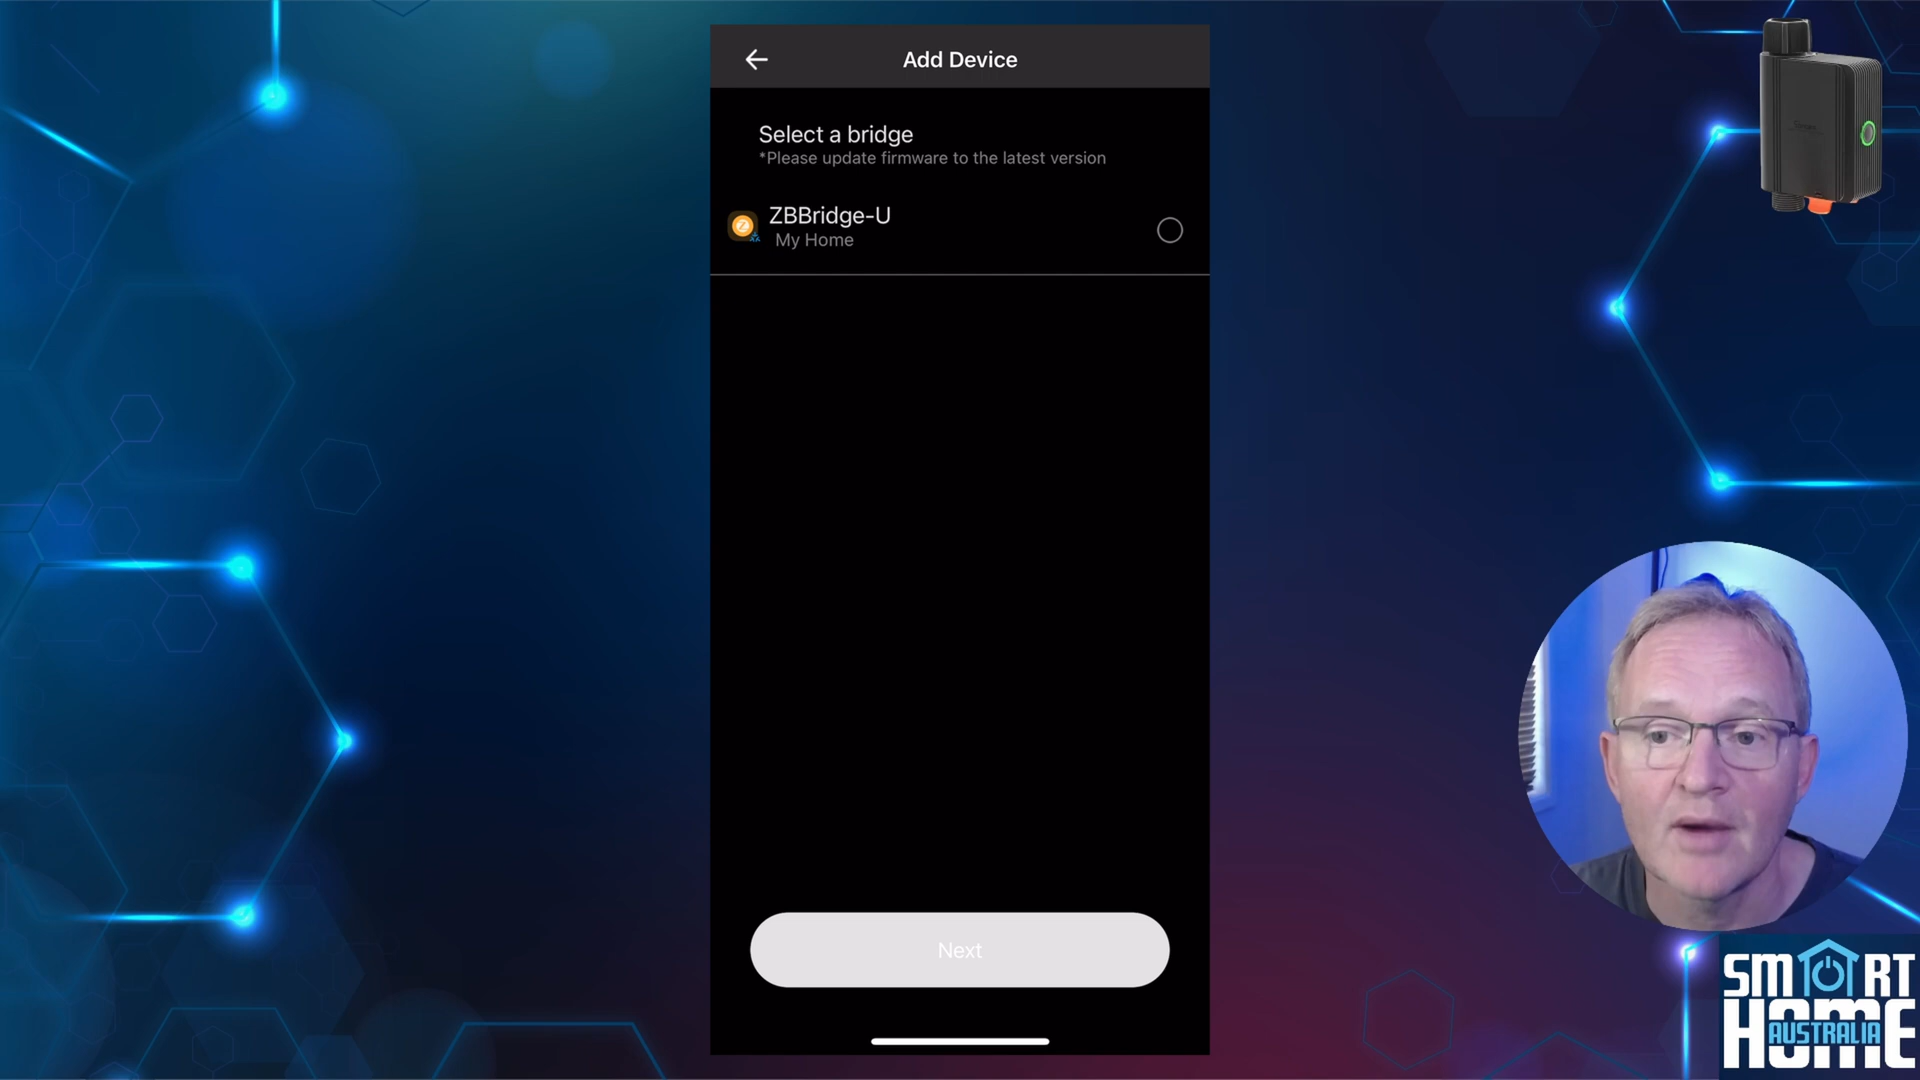 Add Device
Select a bridge
*Please update firmware to the latest version
ZBBridge-U
My Home
Next
SMART
HOME
AUSTRALIA